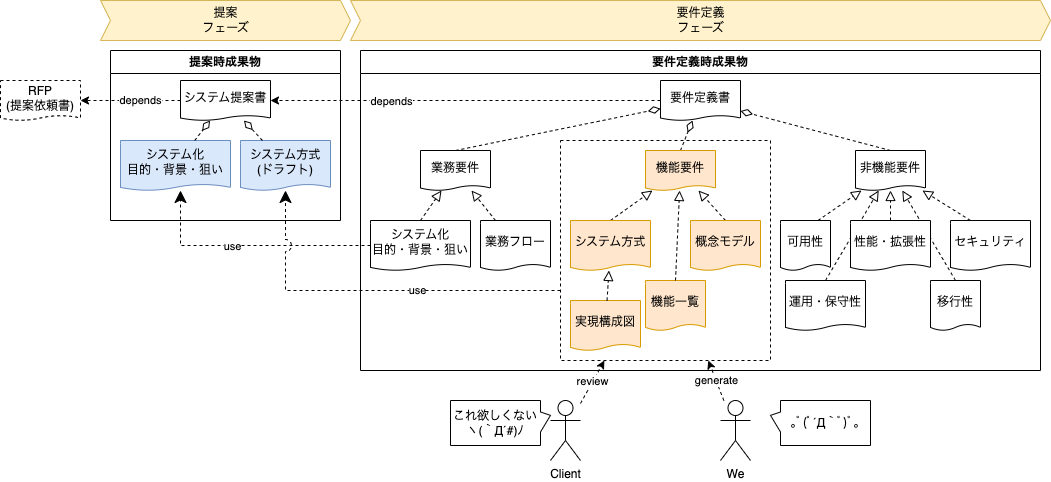 提案
フェーズ
要件定義
フェーズ
提案時成果物
要件定義時成果物
RFP
(提案依頼書)
depends
システム提案書
depends
要件定義書
システム化
目的・背景・狙い
システム方式
(ドラフト)
業務要件
機能要件
非機能要件
use
システム化
目的・背景・狙い
業務フロー
システム方式
概念モデル
可用性
性能・拡張性
セキュリティ
use
実現構成図
機能一覧
運用・保守性
移行性
review
generate
これ欲しくない
ヽ(｀Д´#)ﾉ
｡ﾟ(ﾟ´Д｀ﾟ)ﾟ｡
Client
We